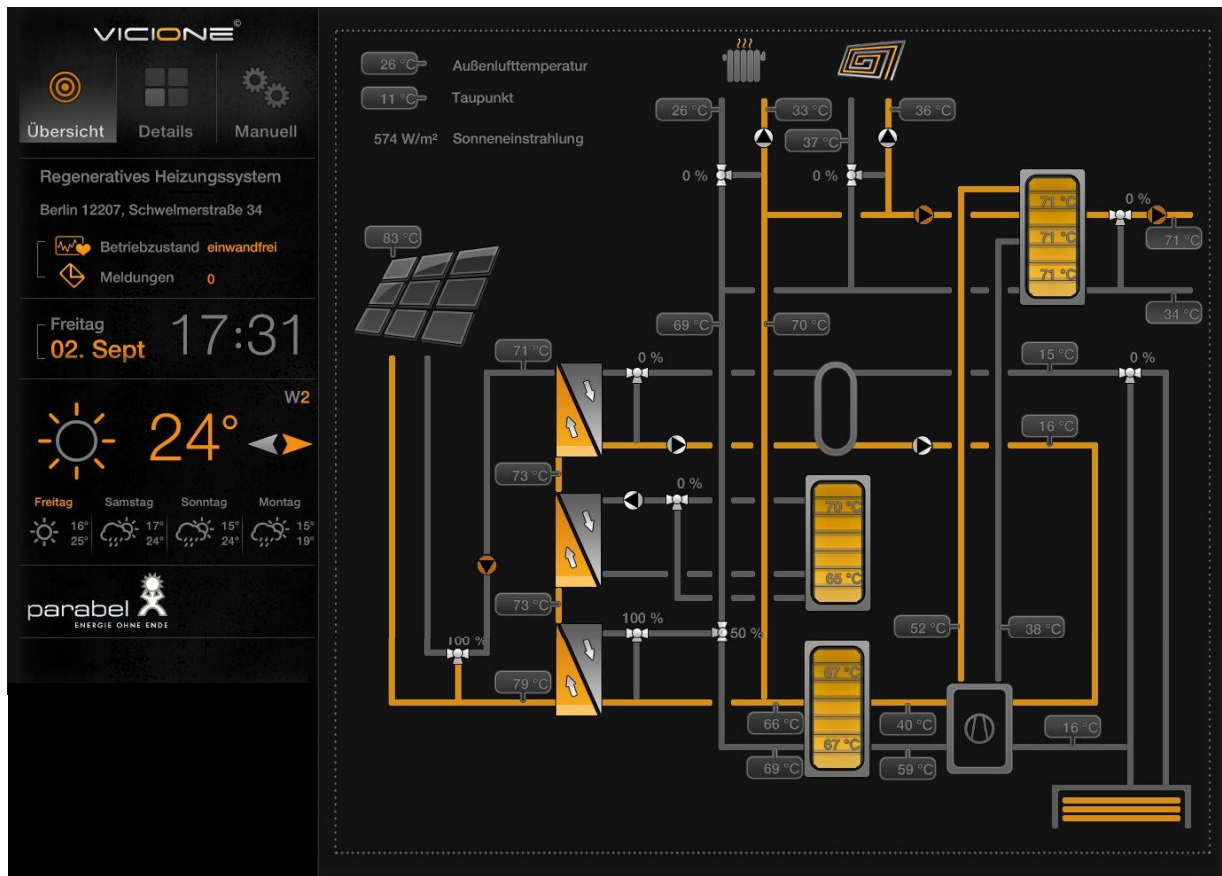 VICIONE©
Übersicht
Details
Manuell
Regeneratives Heizungssystem
Berlin 12207, Schwelmerstraße 34
Betriebzustand einwandfrei
Meldungen 0
Freitag
02. Sept
17:31
W2
24°
Freitag
Samstag
Sonntag
Montag
16°
25°
17°
24°
15°
24°
15°
19°
parabel
ENERGIE OHNE ENDE
26 °C Außenlufttemperatur
11 °C Taupunkt
574 W/m² Sonneneinstrahlung
26 °C
33 °C
36 °C
37 °C
0 %
0 %
71 °C
0 %
83 °C
71 °C
71 °C
71 °C
34 °C
69 °C
70 °C
71 °C
0 %
15 °C
0 %
16 °C
73 °C
0 %
70 °C
65 °C
73 °C
100 %
50 %
52 °C
38 °C
100 %
79 °C
67 °C
66 °C
40 °C
67 °C
16 °C
69 °C
59 °C